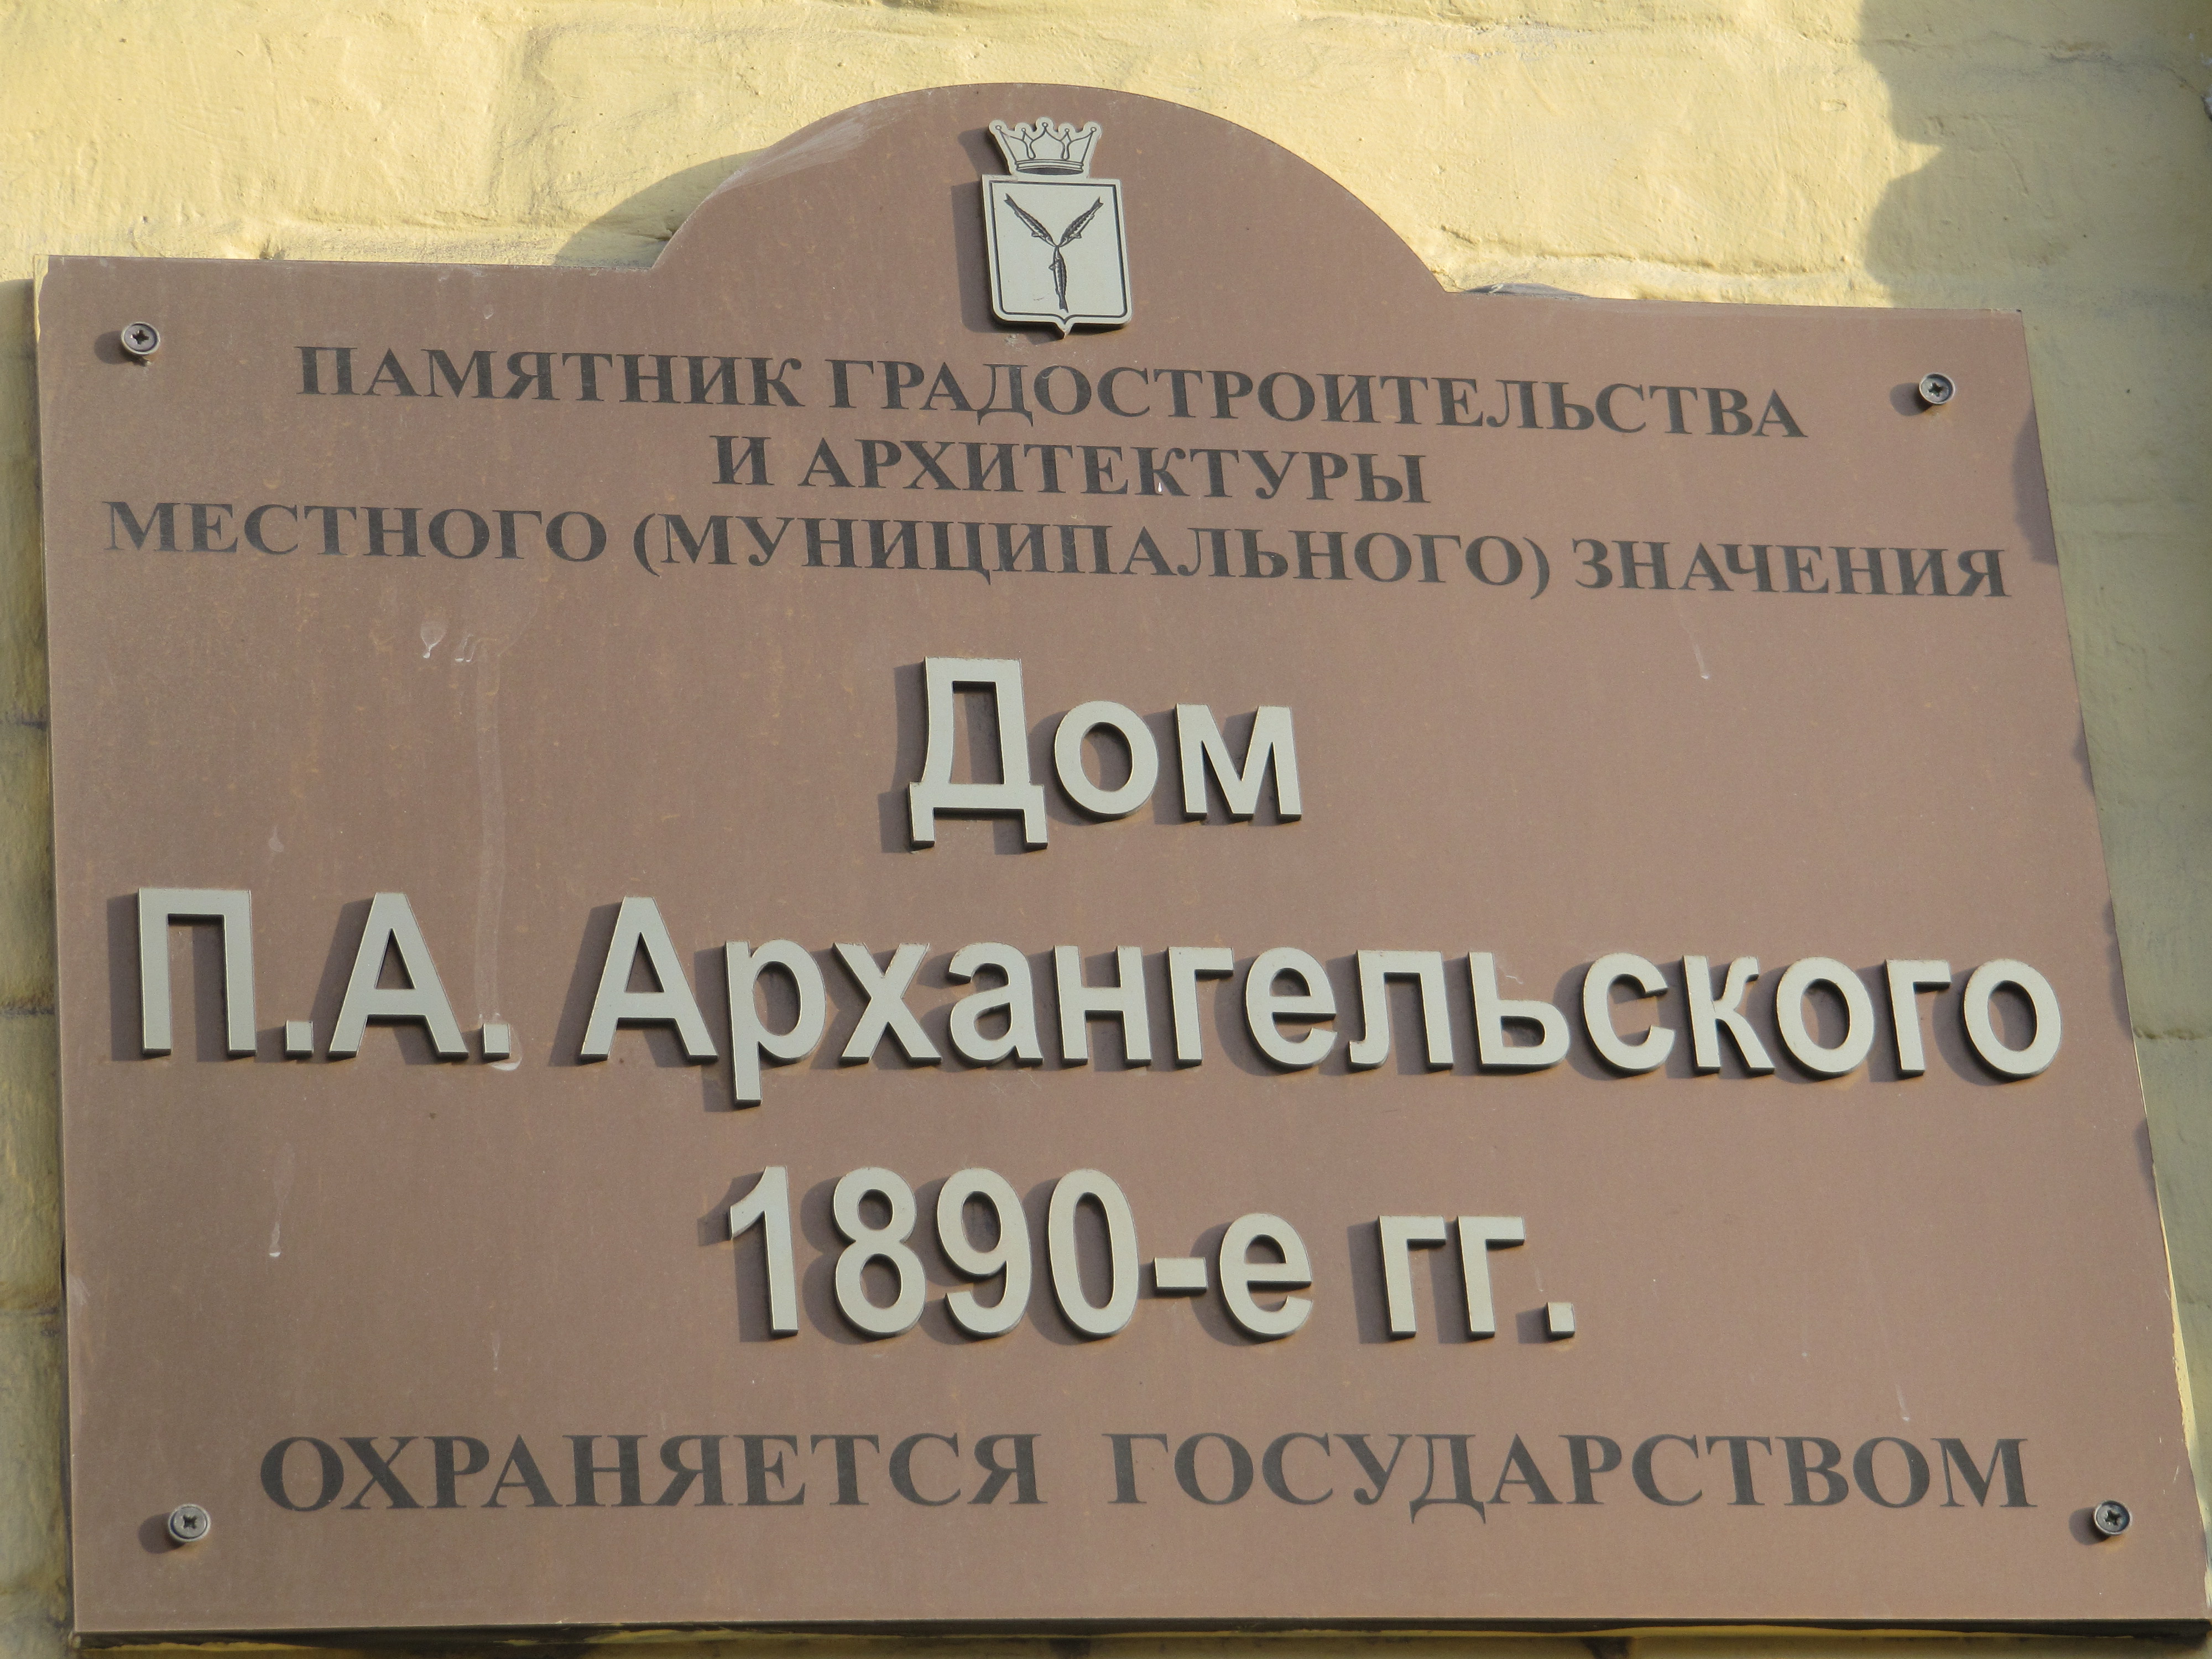 ПАМЯТНИК ГРАДОСТРОИТЕЛЬСТВА
И АРХИТЕКТУРЫ
МЕСТНОГО (МУНИЦИПАЛЬНОГО) ЗНАЧЕНИЯ
Дом
П.А. Архангельского
1890-е гг.
ОХРАНЯЕТСЯ ГОСУДАРСТВОМ